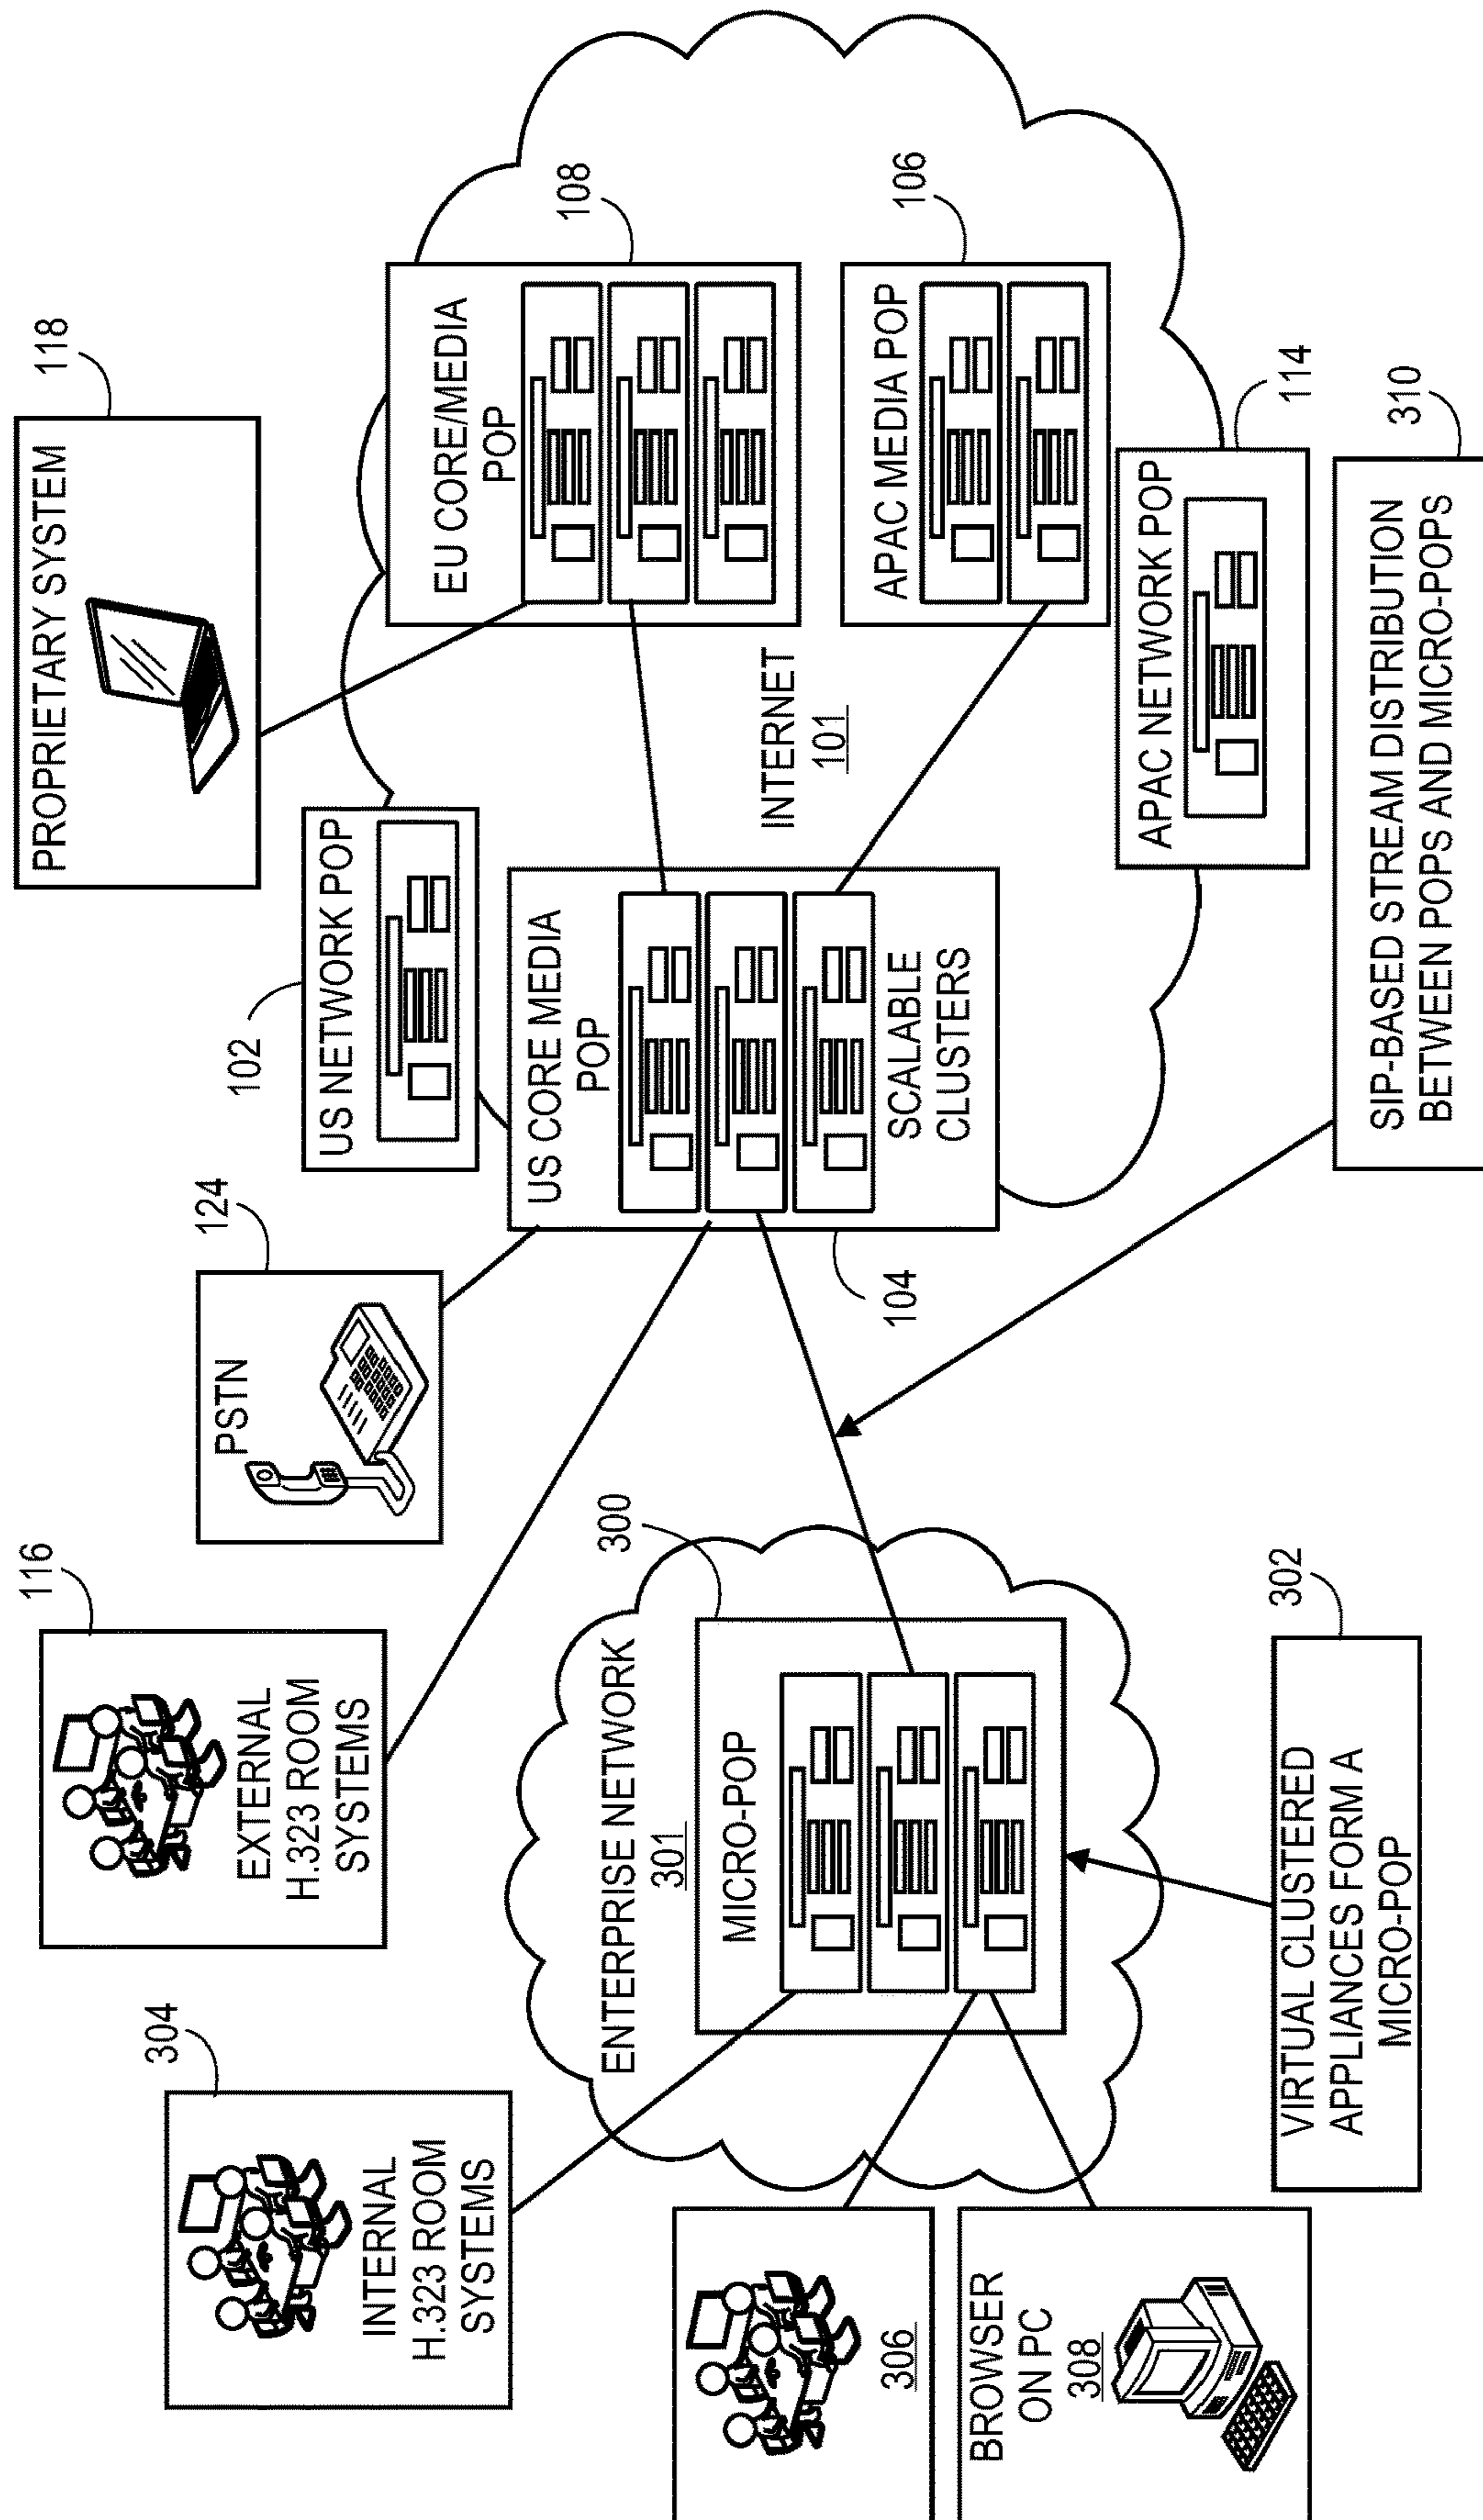 304
INTERNAL
H.323 ROOM
SYSTEMS
306
BROWSER
ON PC
308
116
EXTERNAL
H.323 ROOM
SYSTEMS
ENTERPRISE NETWORK
301
MICRO-POP
300
VIRTUAL CLUSTERED
APPLIANCES FORM A
MICRO-POP
302
PSTN
124
102
US NETWORK POP
US CORE MEDIA
POP
SCALABLE
CLUSTERS
104
PROPRIETARY SYSTEM
118
INTERNET
101
EU CORE/MEDIA
POP
108
APAC MEDIA POP
106
APAC NETWORK POP
114
SIP-BASED STREAM DISTRIBUTION
BETWEEN POPS AND MICRO-POPS
310